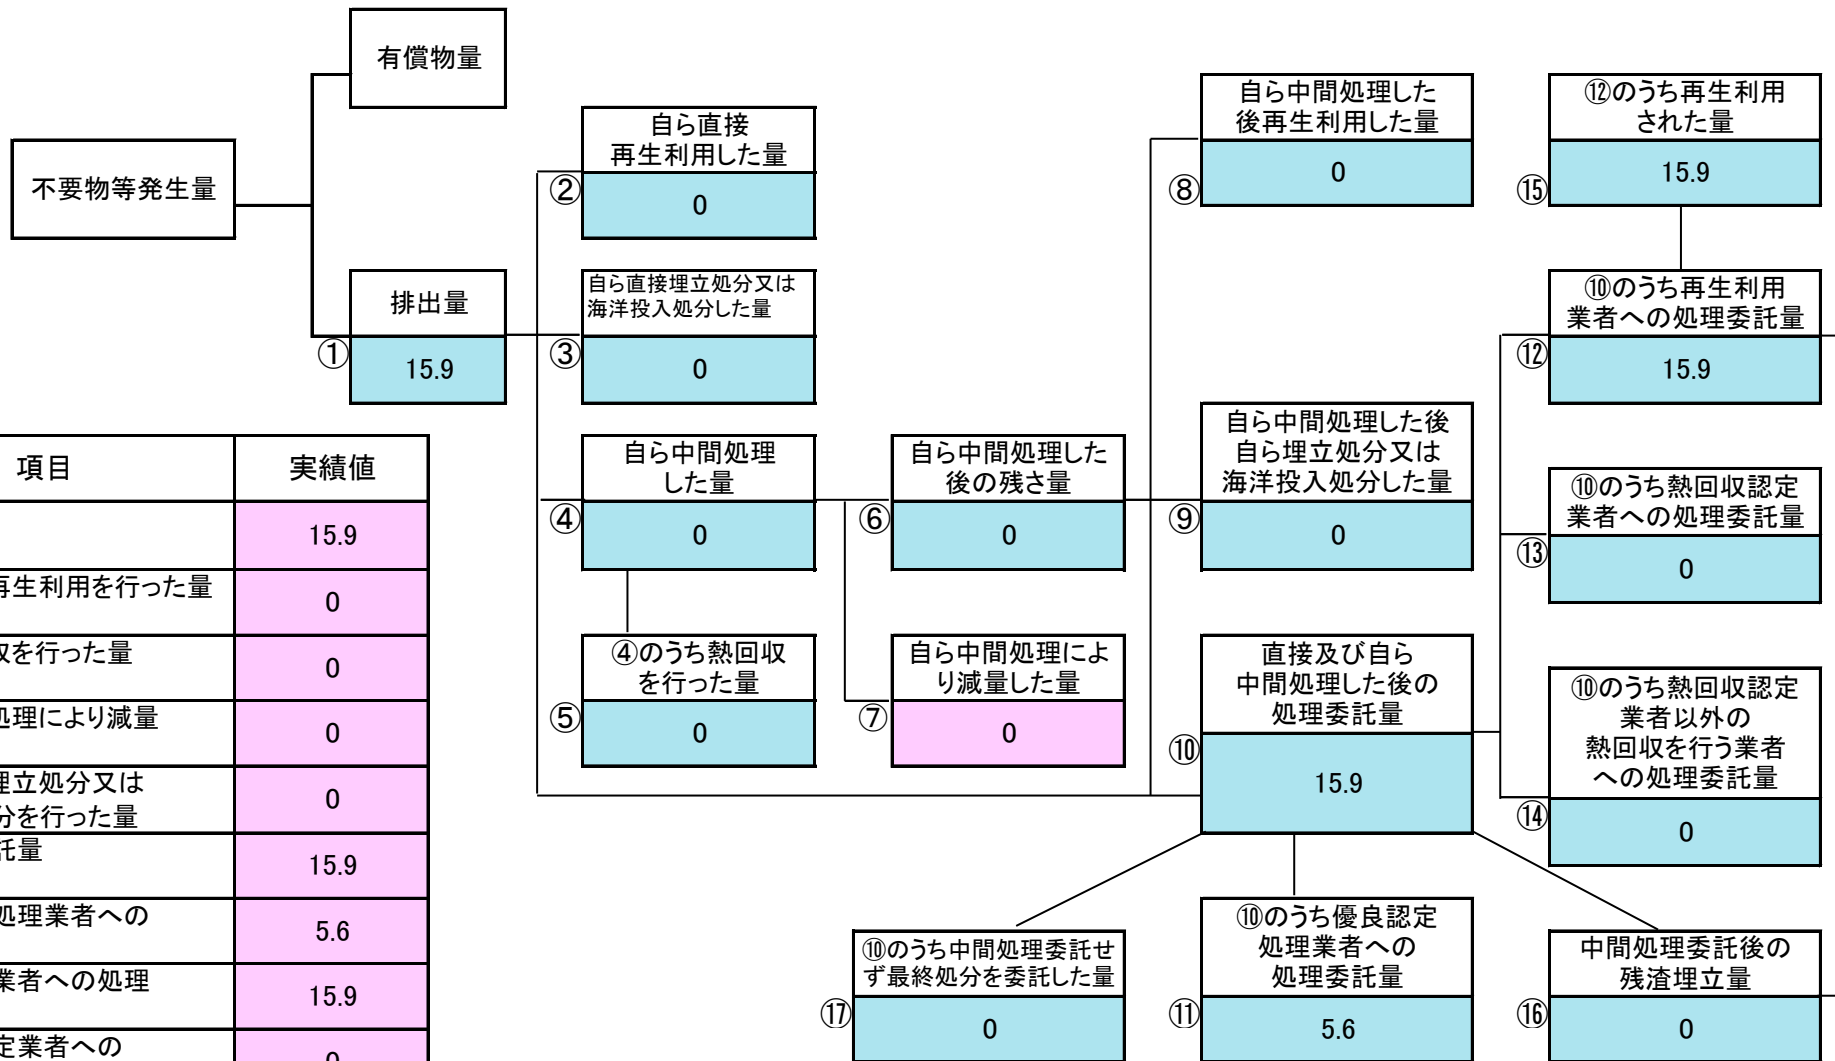 有償物量
不要物等発生量
排出量
①
15.9
自ら直接
再生利用した量
②
0
自ら直接埋立処分又は
海洋投入処分した量
③
0
自ら中間処理
した量
④
0
④のうち熱回収
を行った量
⑤
0
自ら中間処理した
後の残さ量
⑥
0
自ら中間処理によ
り減量した量
⑦
0
自ら中間処理した
後再生利用した量
⑧
0
自ら中間処理した後
自ら埋立処分又は
海洋投入処分した量
⑨
0
直接及び自ら
中間処理した後の
処理委託量
⑩
15.9
⑩のうち優良認定
処理業者への
処理委託量
⑪
5.6
⑫のうち再生利用
された量
⑮
15.9
⑩のうち再生利用
業者への処理委託量
⑫
15.9
⑩のうち熱回収認定
業者への処理委託量
⑬
0
⑩のうち熱回収認定
業者以外の
熱回収を行う業者
への処理委託量
⑭
0
中間処理委託後の
残渣埋立量
⑯
0
⑩のうち中間処理委託せ
ず最終処分を委託した量
⑰
0
項目 実績値
15.9
再生利用を行った量 0
収を行った量 0
処理により減量 0
埋立処分又は
分を行った量 0
託量 15.9
処理業者への 5.6
業者への処理 15.9
定業者への 0